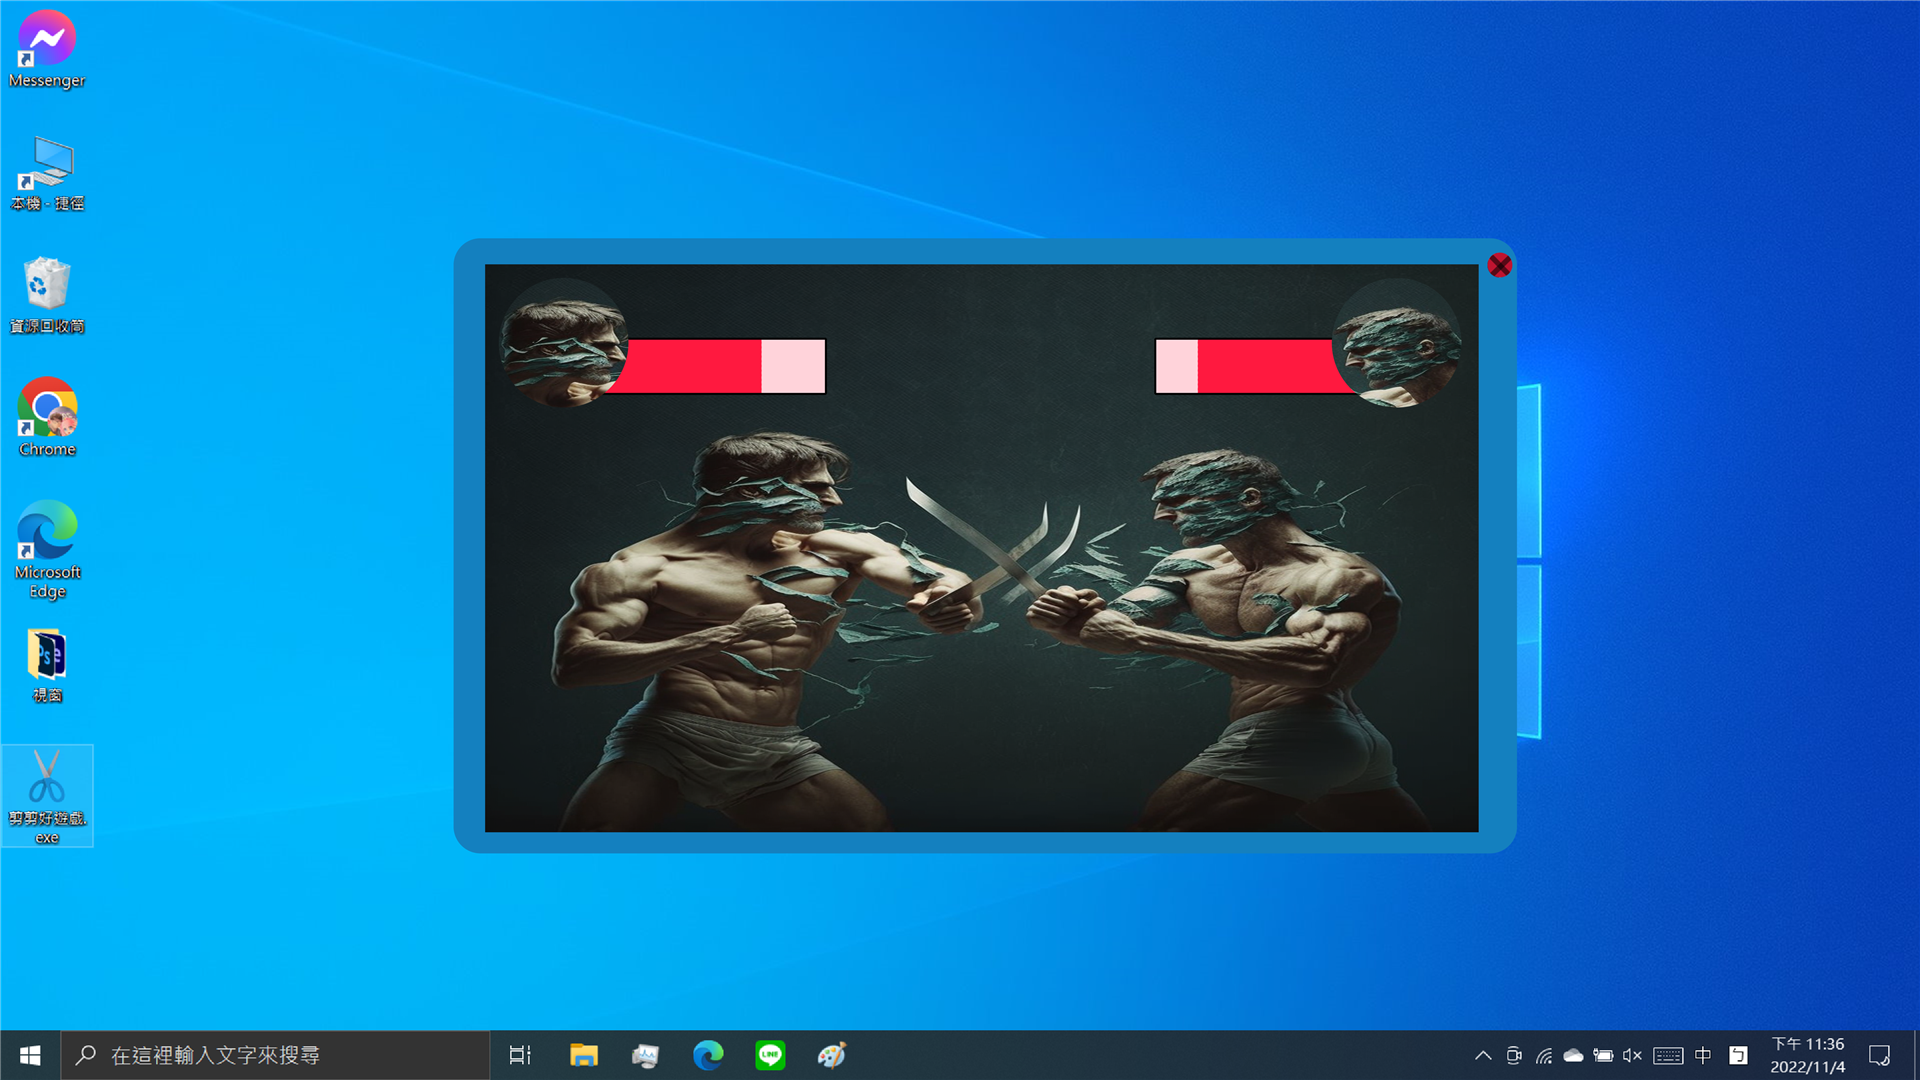 Messenger
本機 - 捷徑
資源回收筒
Chrome
Microsoft
Edge
Ps
視窗
剪剪好遊戲.
exe
在這裡輸入文字來搜尋
LINE
中
ㄅ
下午 11:36
2022/11/4